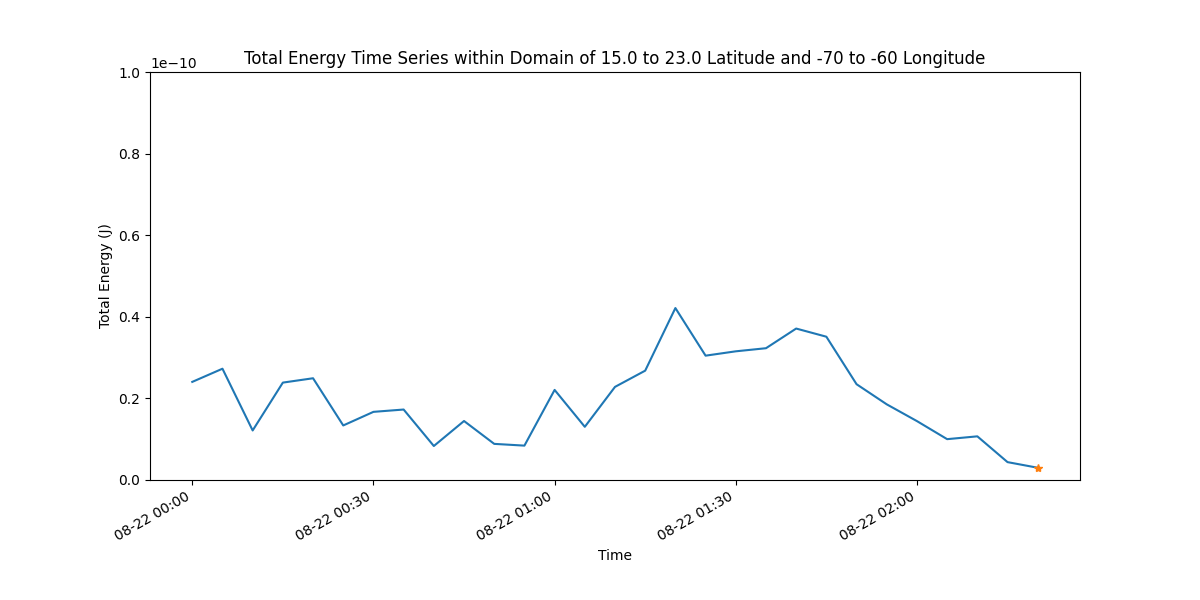 Total Energy Time Series within Domain of 15.0 to 23.0 Latitude and -70 to -60 Longitude
1e−10
1.0
0.8
0.6
0.4
0.2
0.0
Total Energy (J)
08-22 00:00
08-22 00:30
08-22 01:00
08-22 01:30
08-22 02:00
Time